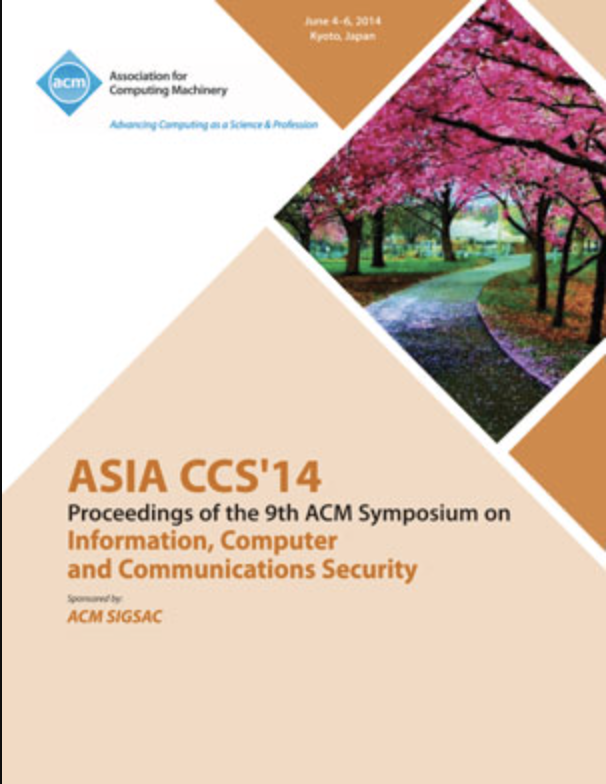 June 4-6, 2014
Kyoto, Japan
acm
Association for
Computing Machinery
Advancing Computing as a Science & Profession
ASIA CCS'14
Proceedings of the 9th ACM Symposium on
Information, Computer
and Communications Security
Sponsored by:
ACM SIGSAC